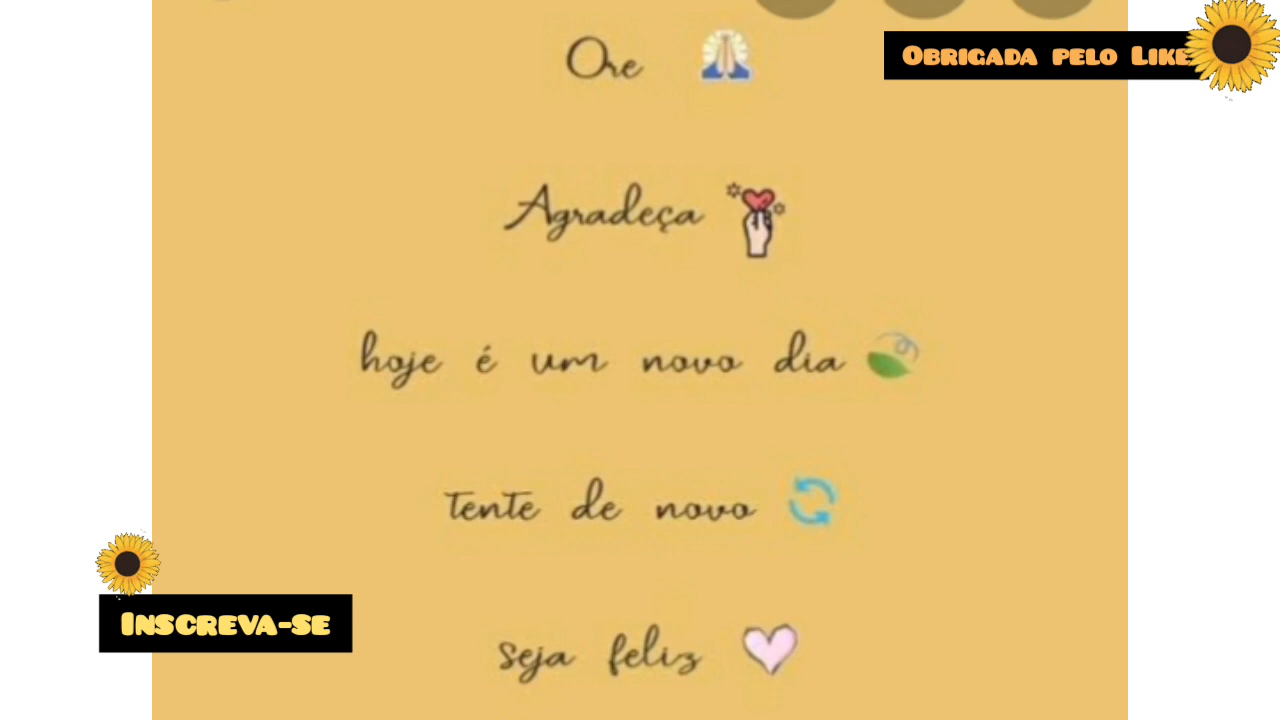 Ore 🙏
OBRIGADA PELO LIKE
Agradeça
hoje é um novo dia 🍃
tente de novo 🔄
INSCREVA-SE
seja feliz 🤍